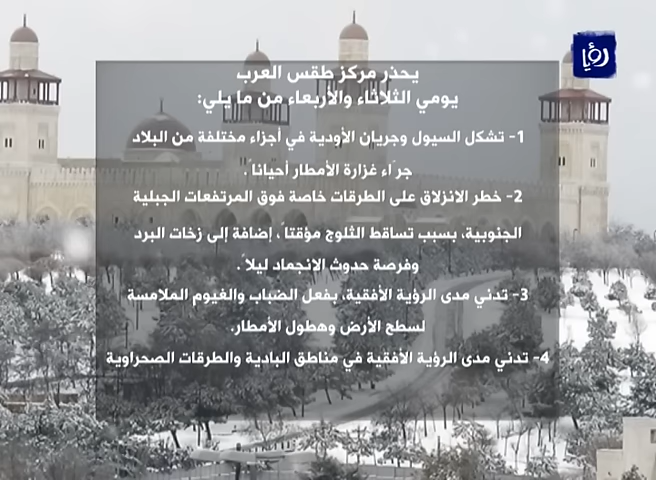 رؤيا
يحذر مركز طقس العرب
يومي الثلاثاء والأربعاء من ما يلي:
1- تشكل السيول وجريان الأودية في أجزاء مختلفة من البلاد
جرَاء غزارة الأمطار أحيانا .
2- خطر الانزلاق على الطرقات خاصة فوق المرتفعات الجبلية
الجنوبية، بسبب تساقط الثلوج مؤقتاً، إضافة إلى زخات البرد
وفرصة حدوث الانجماد ليلاً.
3- تدني مدى الرؤية الأفقية، بفعل الضباب والغيوم الملامسة
لسطح الأرض وهطول الأمطار.
4- تدني مدى الرؤية الأفقية في مناطق البادية والطرقات الصحراوية